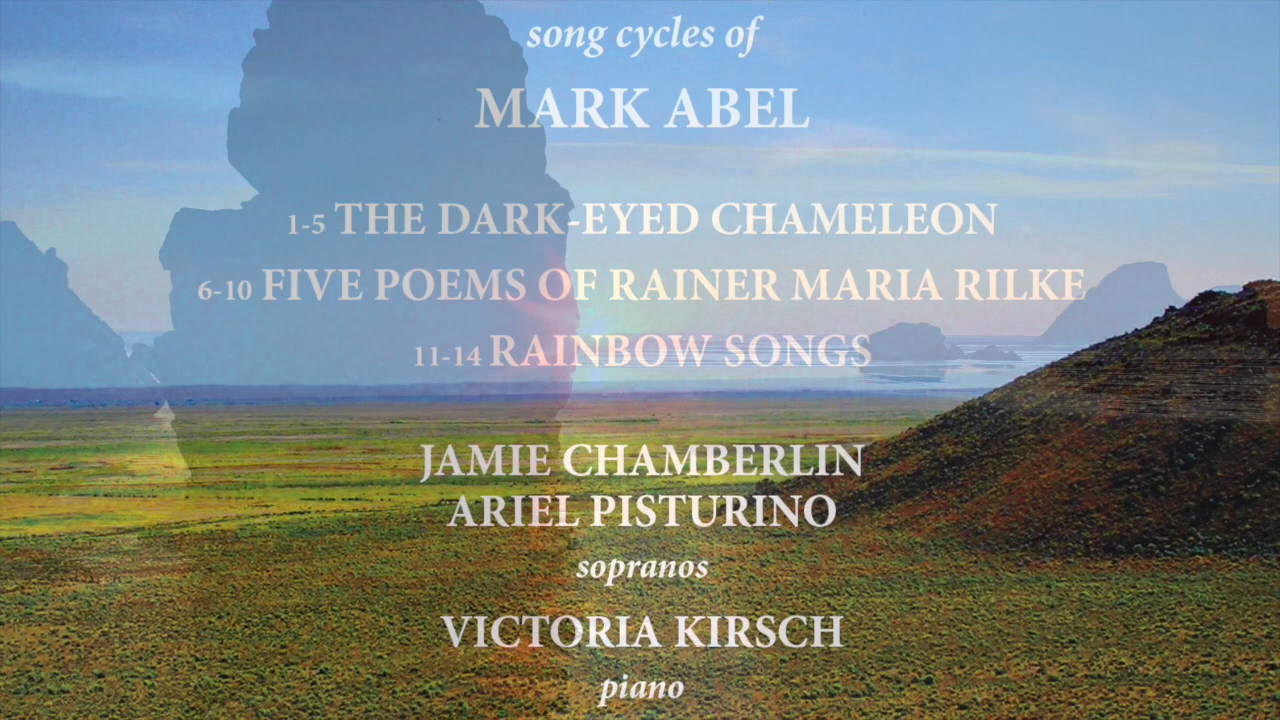 song cycles of
MARK ABEL
1-5 THE DARK-EYED CHAMELEON
6-10 FIVE POEMS OF RAINER MARIA RILKE
11-14 RAINBOW SONGS
JAMIE CHAMBERLIN
ARIEL PISTURINO
sopranos
VICTORIA KIRSCH
piano